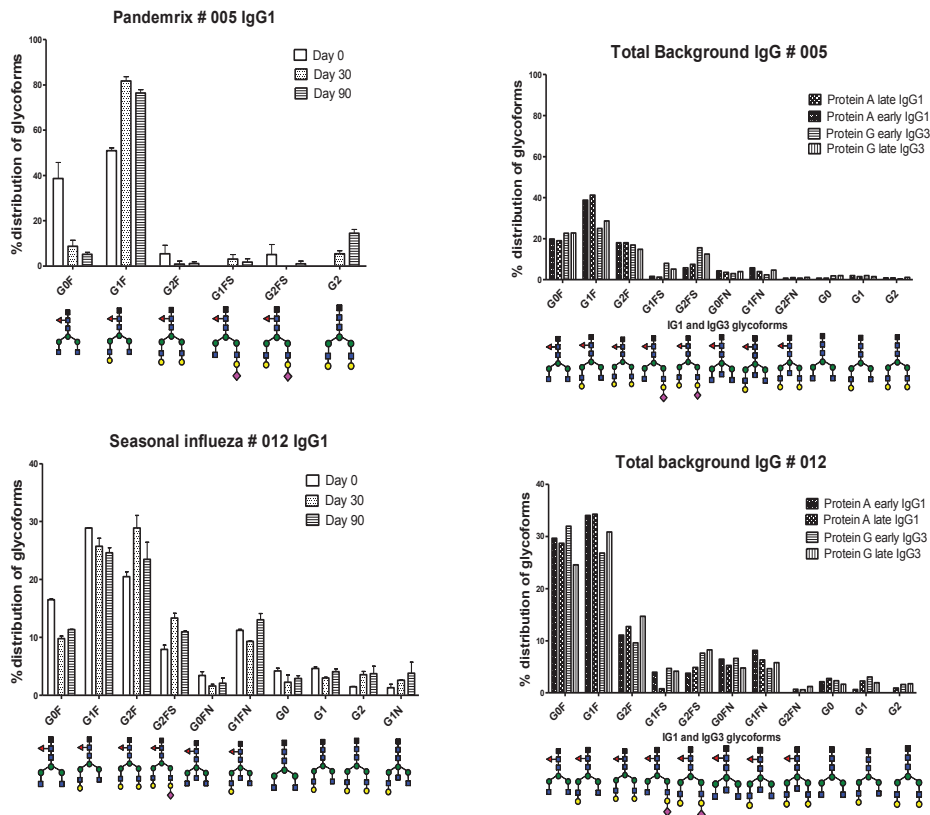 Pandemrix # 005 IgG1
% distribution of glycoforms
100
80
60
40
20
0
Day 0
Day 30
Day 90
G0F
G1F
G2F
G1FS
G2FS
G2
Total Background IgG # 005
% distribution of glycoforms
100
80
60
40
20
0
Protein A late IgG1
Protein A early IgG1
Protein G early IgG3
Protein G late IgG3
G0F
G1F
G2F
G1FS
G2FS
G0FN
G1FN
G2FN
G0
G1
G2
IG1 and IgG3 glycoforms
Seasonal influeza # 012 IgG1
% distribution of glycoforms
40
30
20
10
0
Day 0
Day 30
Day 90
G0F
G1F
G2F
G2FS
G0FN
G1FN
G0
G1
G2
G1N
Total background IgG # 012
% distribution of glycoforms
40
30
20
10
0
Protein A early IgG1
Protein A late IgG1
Protein G early IgG3
Protein G late IgG3
G0F
G1F
G2F
G1FS
G2FS
G0FN
G1FN
G2FN
G0
G1
G2
IG1 and IgG3 glycoforms